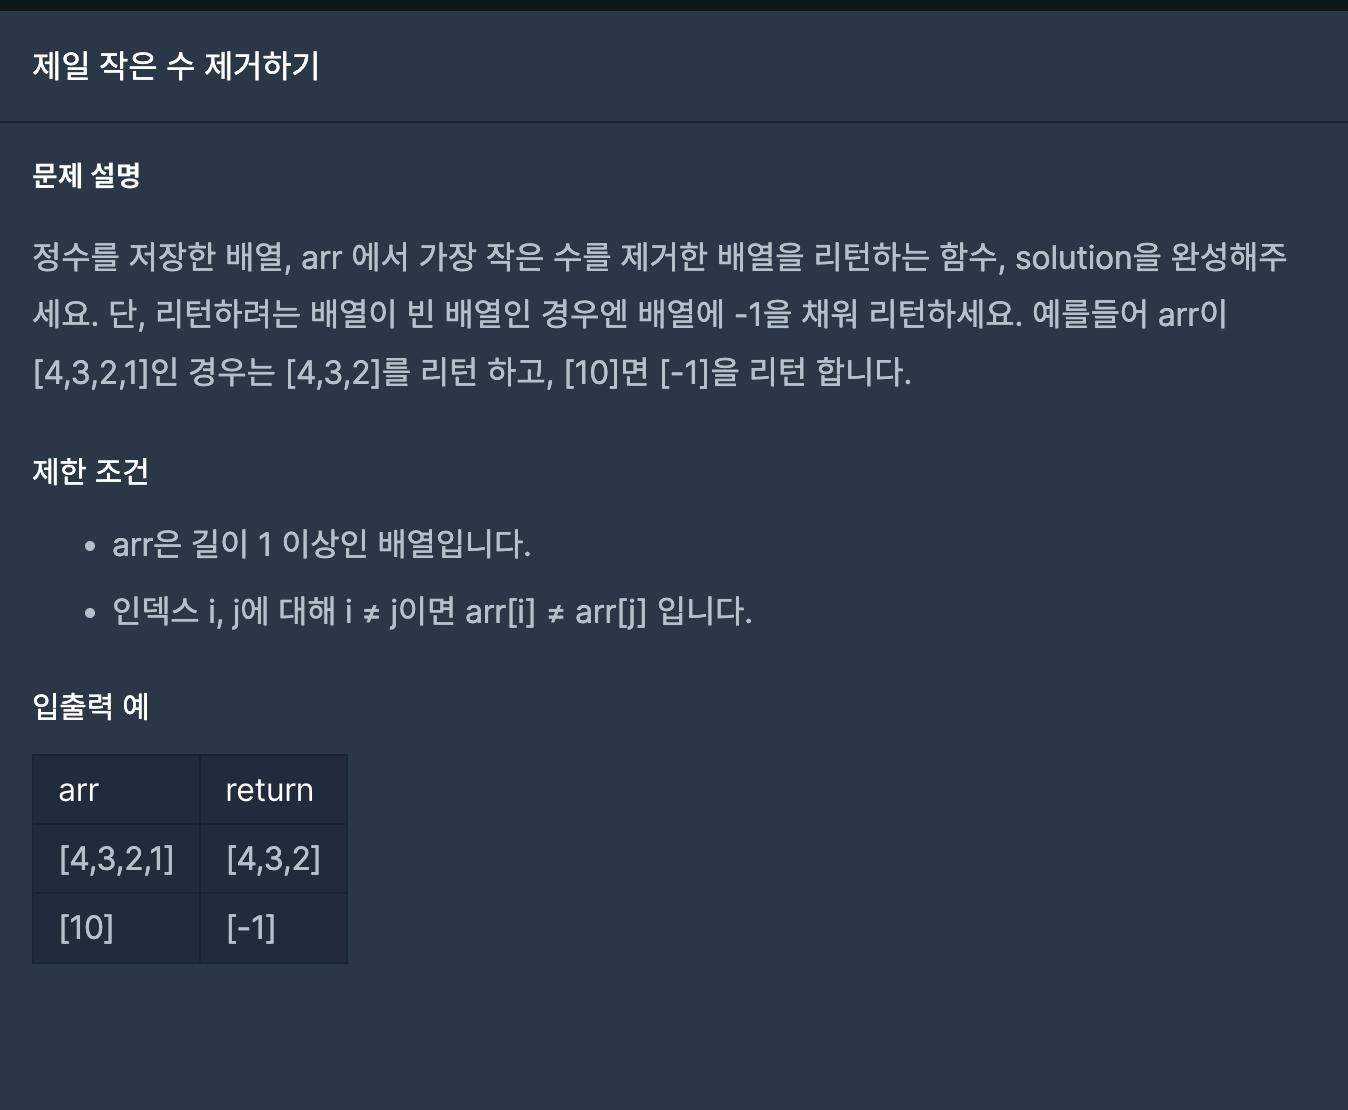 제일 작은 수 제거하기
문제 설명
정수를 저장한 배열, arr 에서 가장 작은 수를 제거한 배열을 리턴하는 함수, solution을 완성해주
세요. 단, 리턴하려는 배열이 빈 배열인 경우엔 배열에 -1을 채워 리턴하세요. 예를들어 arr이
[4,3,2,1]인 경우는 [4,3,2]를 리턴 하고, [10]면 [-1]을 리턴 합니다.
제한 조건
• arr은 길이 1 이상인 배열입니다.
• 인덱스 i, j에 대해 i ≠ j이면 arr[i] ≠ arr[j] 입니다.
입출력 예
arr return
[4,3,2,1] [4,3,2]
[10] [-1]